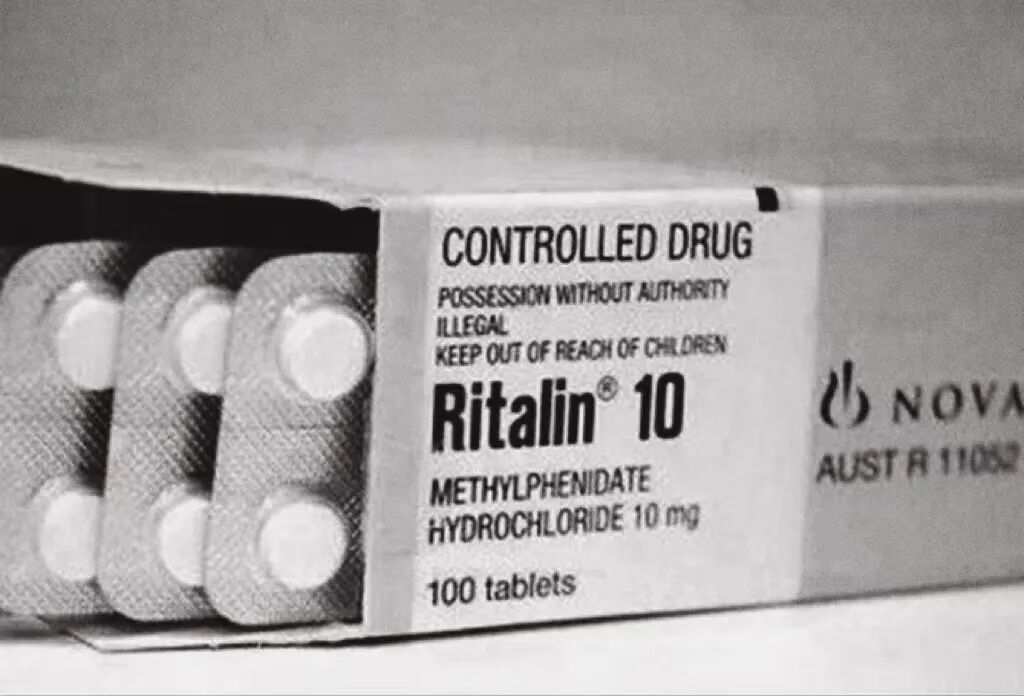 CONTROLLED DRUG
POSSESSION WITHOUT AUTHORITY
ILLEGAL
KEEP OUT OF REACH OF CHILDREN
Ritalin® 10
METHYLPHENIDATE
HYDROCHLORIDE 10 mg
100 tablets
NOVA
AUST R 11052